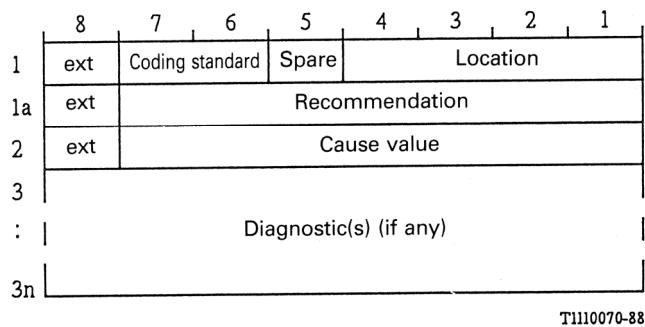 8 7 6 5 4 3 2 1
1 ext Coding standard Spare Location
1a ext Recommendation
2 ext Cause value
3
: Diagnostic(s) (if any)
3n
T1110070-88